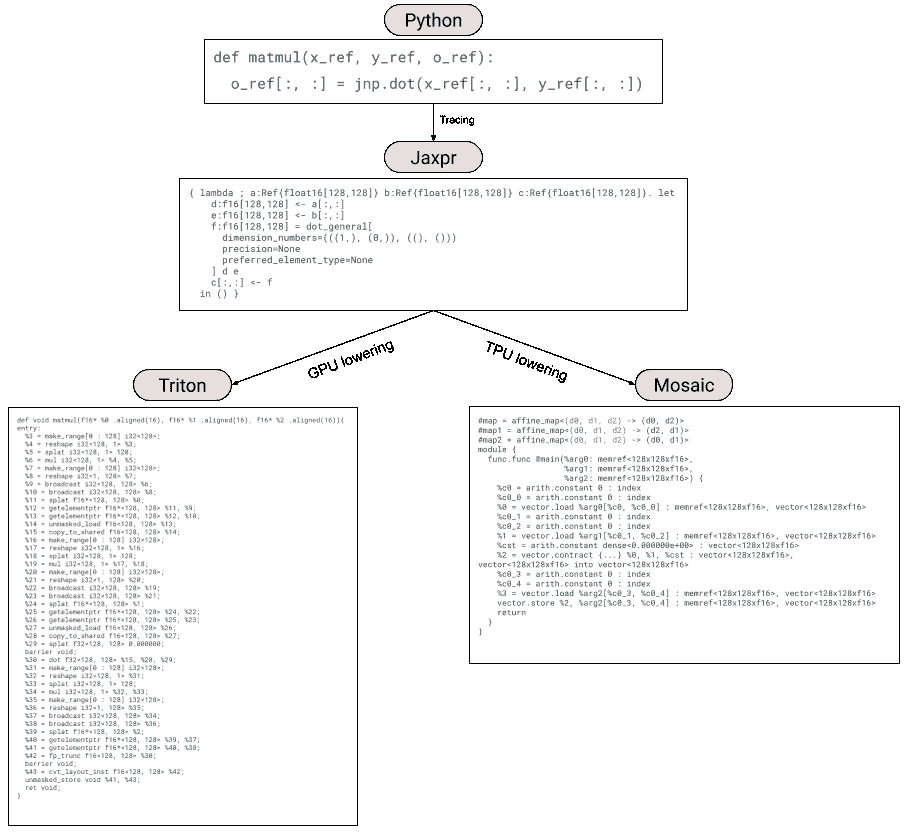 Python
def matmul(x_ref, y_ref, o_ref):
o_ref[:, :] = jnp.dot(x_ref[:, :], y_ref[:, :])
Tracing
Jaxpr
{ lambda ; a:Ref{float16[128,128]} b:Ref{float16[128,128]} c:Ref{float16[128,128]}. let
d:f16[128,128] <- a[:,:]
e:f16[128,128] <- b[:,:]
f:f16[128,128] = dot_general[
dimension_numbers=(((1,), (0,)), ((), ()))
precision=None
preferred_element_type=None
] d e
c[:,:] <- f
in () }
GPU lowering
TPU lowering
Triton
def void matmul(f16* %0 .aligned(16), f16* %1 .aligned(16), f16* %2 .aligned(16)){
entry:
%3 = make_range[0 : 128] i32<128>;
%4 = reshape i32<128, 1> %3;
%5 = splat i32<128, 1> 128;
%6 = mul i32<128, 1> %4, %5;
%7 = make_range[0 : 128] i32<128>;
%8 = reshape i32<1, 128> %7;
%9 = broadcast i32<128, 128> %6;
%10 = broadcast i32<128, 128> %8;
%11 = splat f16*<128, 128> %0;
%12 = getelementptr f16*<128, 128> %11, %9;
%13 = getelementptr f16*<128, 128> %12, %10;
%14 = unmasked_load f16<128, 128> %13;
%15 = copy_to_shared f16<128, 128> %14;
%16 = make_range[0 : 128] i32<128>;
%17 = reshape i32<128, 1> %16;
%18 = splat i32<128, 1> 128;
%19 = mul i32<128, 1> %17, %18;
%20 = make_range[0 : 128] i32<128>;
%21 = reshape i32<1, 128> %20;
%22 = broadcast i32<128, 128> %19;
%23 = broadcast i32<128, 128> %21;
%24 = splat f16*<128, 128> %1;
%25 = getelementptr f16*<128, 128> %24, %22;
%26 = getelementptr f16*<128, 128> %25, %23;
%27 = unmasked_load f16<128, 128> %26;
%28 = copy_to_shared f16<128, 128> %27;
%29 = splat f32<128, 128> 0.000000;
barrier void;
%30 = dot f32<128, 128> %15, %28, %29;
%31 = make_range[0 : 128] i32<128>;
%32 = reshape i32<128, 1> %31;
%33 = splat i32<128, 1> 128;
%34 = mul i32<128, 1> %32, %33;
%35 = make_range[0 : 128] i32<128>;
%36 = reshape i32<1, 128> %35;
%37 = broadcast i32<128, 128> %34;
%38 = broadcast i32<128, 128> %36;
%39 = splat f16*<128, 128> %2;
%40 = getelementptr f16*<128, 128> %39, %37;
%41 = getelementptr f16*<128, 128> %40, %38;
%42 = fp_trunc f16<128, 128> %30;
barrier void;
%43 = cvt_layout_inst f16<128, 128> %42;
unmasked_store void %41, %43;
ret void;
}
Mosaic
#map = affine_map<(d0, d1, d2) -> (d0, d2)>
#map1 = affine_map<(d0, d1, d2) -> (d2, d1)>
#map2 = affine_map<(d0, d1, d2) -> (d0, d1)>
module {
func.func @main(%arg0: memref<128x128xf16>,
%arg1: memref<128x128xf16>,
%arg2: memref<128x128xf16>) {
%c0 = arith.constant 0 : index
%c0_0 = arith.constant 0 : index
%0 = vector.load %arg0[%c0, %c0_0] : memref<128x128xf16>, vector<128x128xf16>
%c0_1 = arith.constant 0 : index
%c0_2 = arith.constant 0 : index
%1 = vector.load %arg1[%c0_1, %c0_2] : memref<128x128xf16>, vector<128x128xf16>
%cst = arith.constant dense<0.000000e+00> : vector<128x128xf16>
%2 = vector.contract {...} %0, %1, %cst : vector<128x128xf16>,
vector<128x128xf16> into vector<128x128xf16>
%c0_3 = arith.constant 0 : index
%c0_4 = arith.constant 0 : index
%3 = vector.load %arg2[%c0_3, %c0_4] : memref<128x128xf16>, vector<128x128xf16>
vector.store %2, %arg2[%c0_3, %c0_4] : memref<128x128xf16>, vector<128x128xf16>
return
}
}